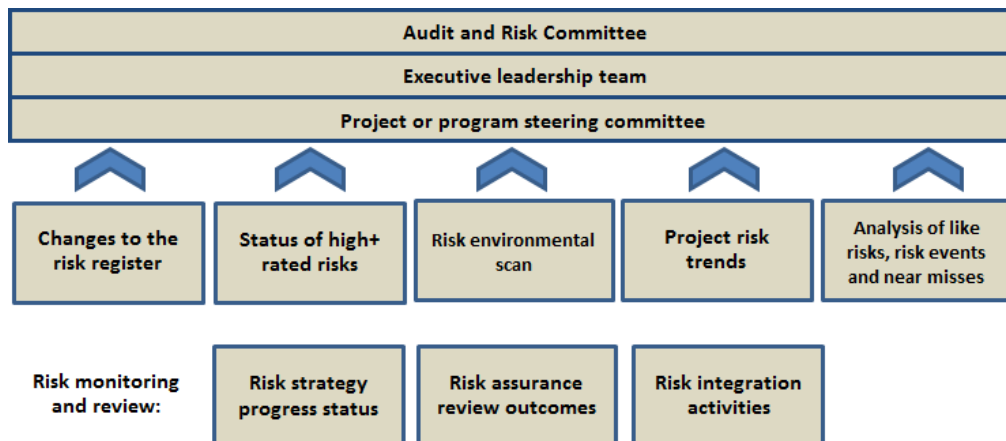 Audit and Risk Committee
Executive leadership team
Project or program steering committee
Changes to the
risk register
Status of high+
rated risks
Risk environmental
scan
Project risk
trends
Analysis of like
risks, risk events
and near misses
Risk monitoring
and review:
Risk strategy
progress status
Risk assurance
review outcomes
Risk integration
activities